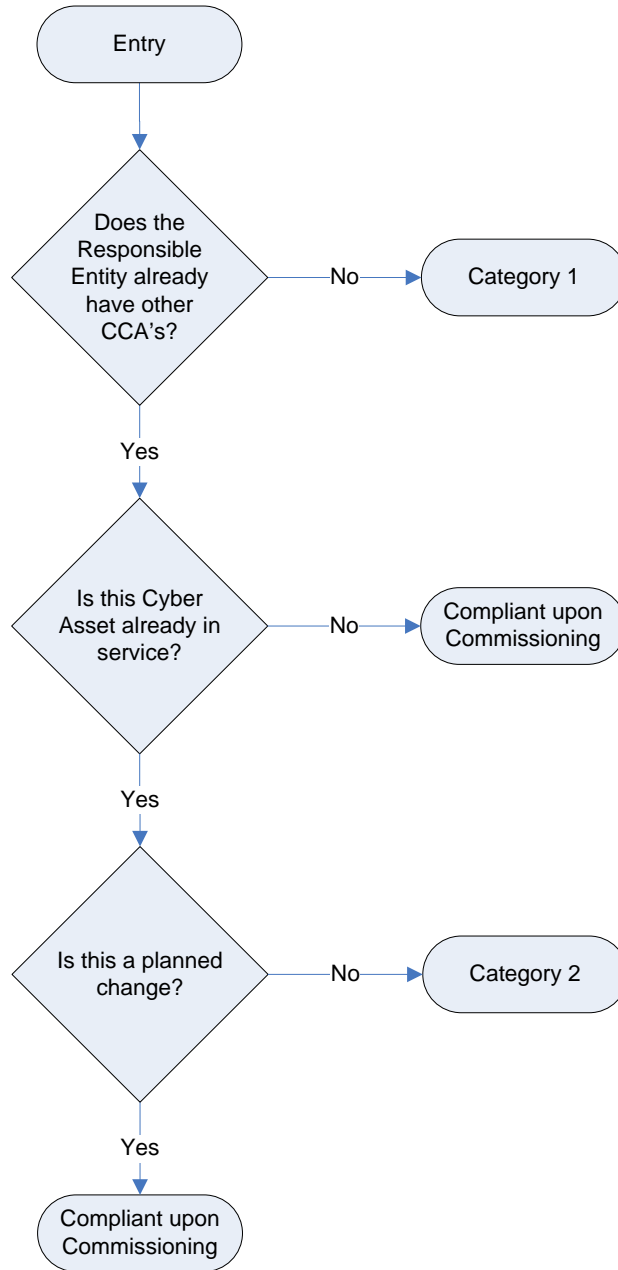 Entry
Does the
Responsible
Entity already
have other
CCA's?
No
Category 1
Yes
Is this Cyber
Asset already in
service?
No
Compliant upon
Commissioning
Yes
Is this a planned
change?
No
Category 2
Yes
Compliant upon
Commissioning